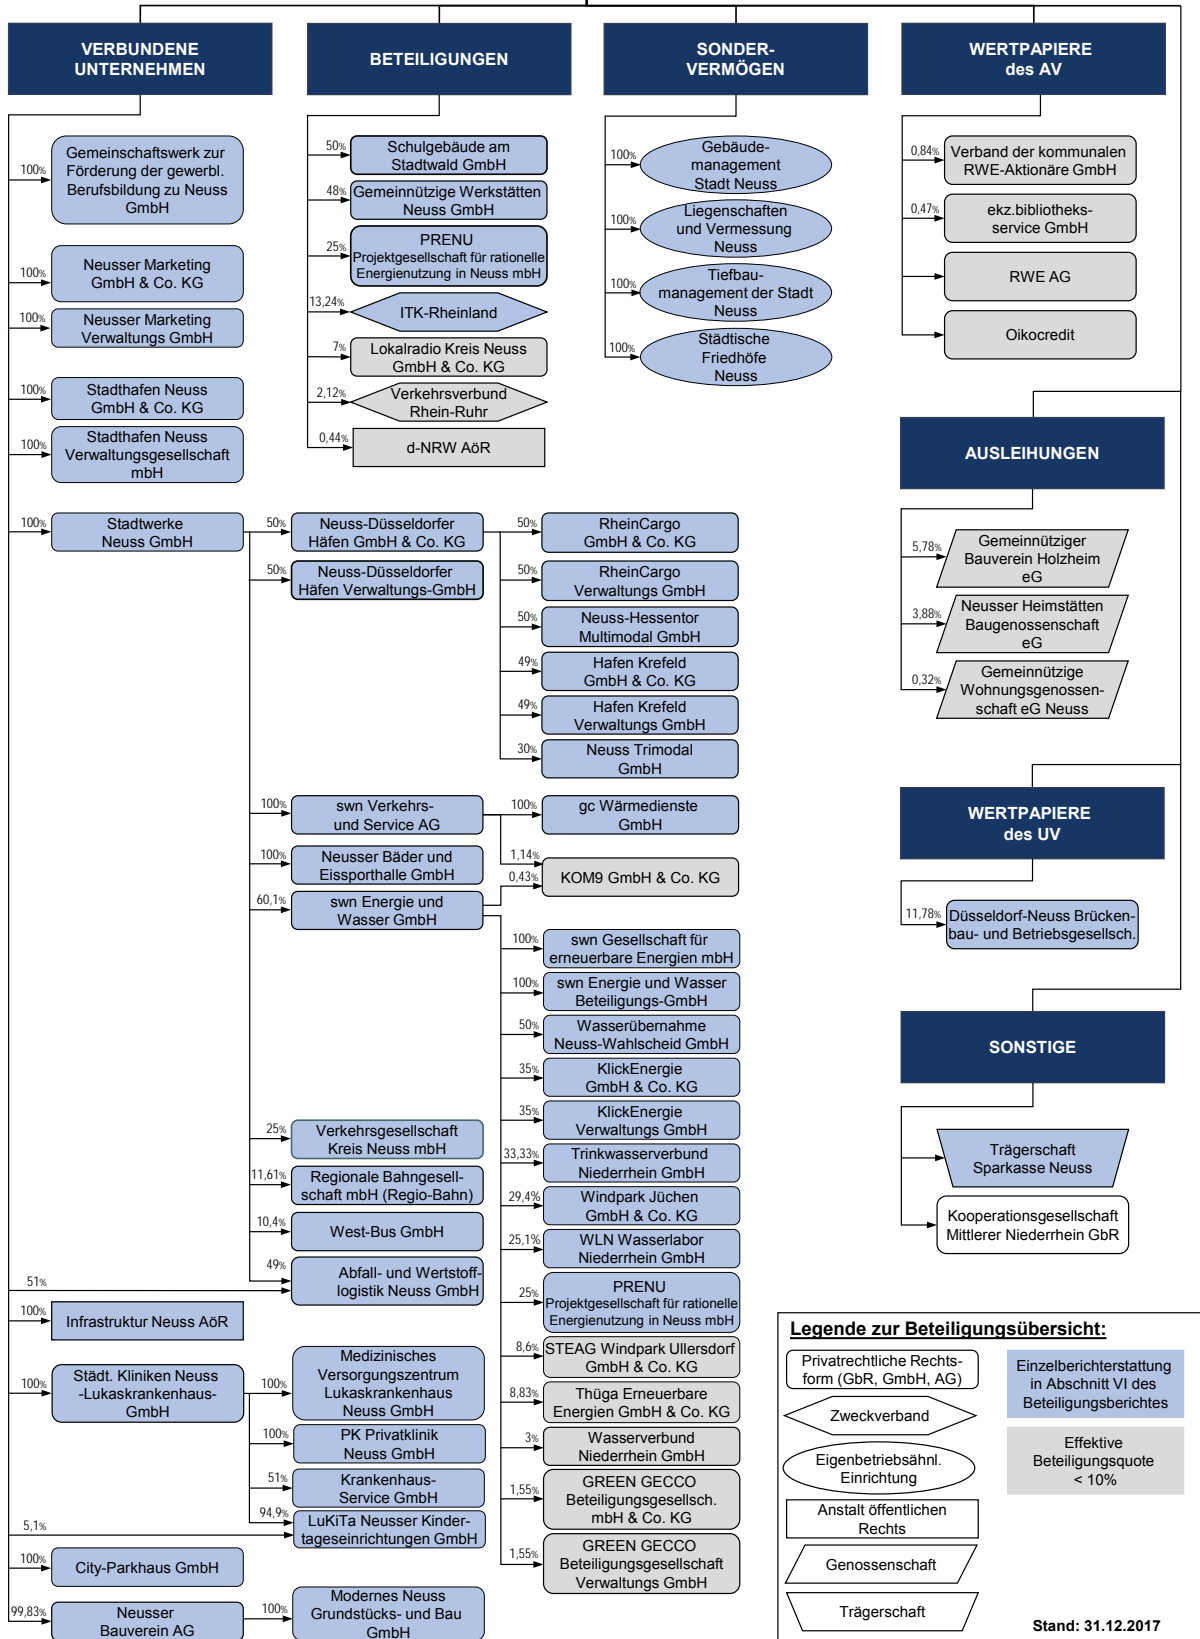 VERBUNDENE
UNTERNEHMEN
BETEILIGUNGEN
SONDER-
VERMÖGEN
WERTPAPIERE
des AV
100%
Gemeinschaftswerk zur
Förderung der gewerbl.
Berufsbildung zu Neuss
GmbH
100%
Neusser Marketing
GmbH & Co. KG
100%
Neusser Marketing
Verwaltungs GmbH
100%
Stadthafen Neuss
GmbH & Co. KG
100%
Stadthafen Neuss
Verwaltungsgesellschaft
mbH
50%
Schulgebäude am
Stadtwald GmbH
48%
Gemeinnützige Werkstätten
Neuss GmbH
25%
PRENU
Projektgesellschaft für rationelle
Energienutzung in Neuss mbH
13,24%
ITK-Rheinland
7%
Lokalradio Kreis Neuss
GmbH & Co. KG
2,12%
Verkehrsverbund
Rhein-Ruhr
0,44%
d-NRW AöR
100%
Gebäude-
management
Stadt Neuss
100%
Liegenschaften
und Vermessung
Neuss
100%
Tiefbau-
management der Stadt
Neuss
100%
Städtische
Friedhöfe
Neuss
0,84%
Verband der kommunalen
RWE-Aktionäre GmbH
0,47%
ekz.bibliotheks-
service GmbH
RWE AG
Oikocredit
AUSLEIHUNGEN
5,78%
Gemeinnütziger
Bauverein Holzheim
eG
3,88%
Neusser Heimstätten
Baugenossenschaft
eG
0,32%
Gemeinnützige
Wohnungsgenossen-
schaft eG Neuss
WERTPAPIERE
des UV
11,78%
Düsseldorf-Neuss Brücken-
bau- und Betriebsgesellsch.
SONSTIGE
Trägerschaft
Sparkasse Neuss
Kooperationsgesellschaft
Mittlerer Niederrhein GbR
100%
Stadtwerke
Neuss GmbH
50%
Neuss-Düsseldorfer
Häfen GmbH & Co. KG
50%
Neuss-Düsseldorfer
Häfen Verwaltungs-GmbH
50%
RheinCargo
GmbH & Co. KG
50%
RheinCargo
Verwaltungs GmbH
50%
Neuss-Hessentor
Multimodal GmbH
49%
Hafen Krefeld
GmbH & Co. KG
49%
Hafen Krefeld
Verwaltungs GmbH
30%
Neuss Trimodal
GmbH
100%
swn Verkehrs-
und Service AG
100%
gc Wärmedienste
GmbH
1,14%
0,43%
KOM9 GmbH & Co. KG
100%
Neusser Bäder und
Eissporthalle GmbH
60,1%
swn Energie und
Wasser GmbH
100%
swn Gesellschaft für
erneuerbare Energien mbH
100%
swn Energie und Wasser
Beteiligungs-GmbH
50%
Wasserübernahme
Neuss-Wahlscheid GmbH
35%
KlickEnergie
GmbH & Co. KG
35%
KlickEnergie
Verwaltungs GmbH
33,33%
Trinkwasserverbund
Niederrhein GmbH
29,4%
Windpark Jüchen
GmbH & Co. KG
25,1%
WLN Wasserlabor
Niederrhein GmbH
25%
PRENU
Projektgesellschaft für rationelle
Energienutzung in Neuss mbH
8,6%
STEAG Windpark Ullersdorf
GmbH & Co. KG
8,83%
Thüga Erneuerbare
Energien GmbH & Co. KG
3%
Wasserverbund
Niederrhein GmbH
1,55%
GREEN GECCO
Beteiligungsgesellsch.
mbH & Co. KG
1,55%
GREEN GECCO
Beteiligungsgesellschaft
Verwaltungs GmbH
25%
Verkehrsgesellschaft
Kreis Neuss mbH
11,61%
Regionale Bahngesell-
schaft mbH (Regio-Bahn)
10,4%
West-Bus GmbH
49%
51%
Abfall- und Wertstoff-
logistik Neuss GmbH
100%
Infrastruktur Neuss AöR
100%
Städt. Kliniken Neuss
-Lukaskrankenhaus-
GmbH
100%
Medizinisches
Versorgungszentrum
Lukaskrankenhaus
Neuss GmbH
100%
PK Privatklinik
Neuss GmbH
51%
Krankenhaus-
Service GmbH
94,9%
5,1%
LuKiTa Neusser Kinder-
tageseinrichtungen GmbH
100%
City-Parkhaus GmbH
99,83%
Neusser
Bauverein AG
100%
Modernes Neuss
Grundstücks- und Bau
GmbH
Legende zur Beteiligungsübersicht:
Privatrechtliche Rechts-
form (GbR, GmbH, AG)
Zweckverband
Eigenbetriebsähnl.
Einrichtung
Anstalt öffentlichen
Rechts
Genossenschaft
Trägerschaft
Einzelberichterstattung
in Abschnitt VI des
Beteiligungsberichtes
Effektive
Beteiligungsquote
< 10%
Stand: 31.12.2017